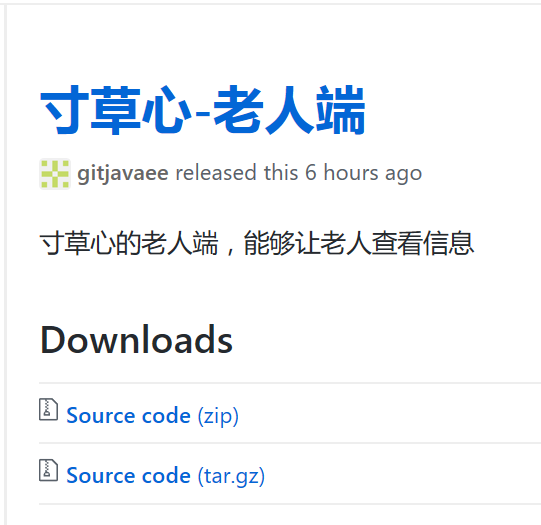 寸草心-老人端
gitjavaee released this 6 hours ago
寸草心的老人端，能够让老人查看信息
Downloads
Source code (zip)
Source code (tar.gz)